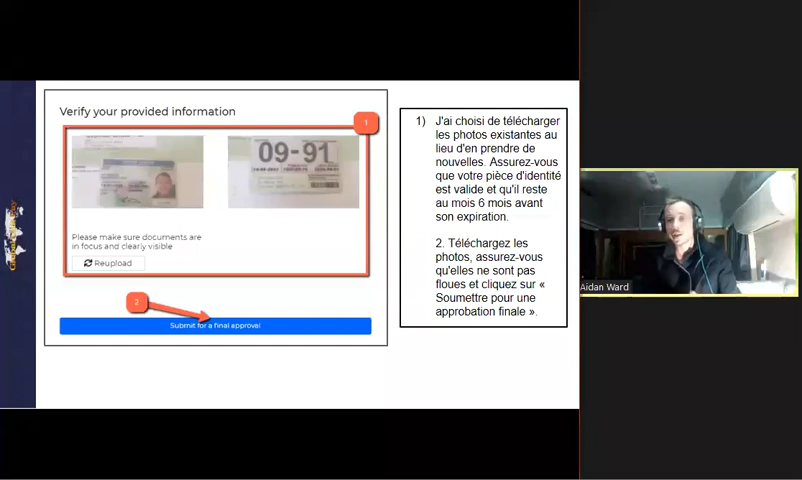 Verify your provided information
1
09-91
Please make sure documents are
in focus and clearly visible
Reupload
2
Submit for a final approval
1) J'ai choisi de télécharger
les photos existantes au
lieu d'en prendre de
nouvelles. Assurez-vous
que votre pièce d'identité
est valide et qu'il reste
au mois 6 mois avant
son expiration.
2. Téléchargez les
photos, assurez-vous
qu'elles ne sont pas
floues et cliquez sur «
Soumettre pour une
approbation finale ».
Aidan Ward